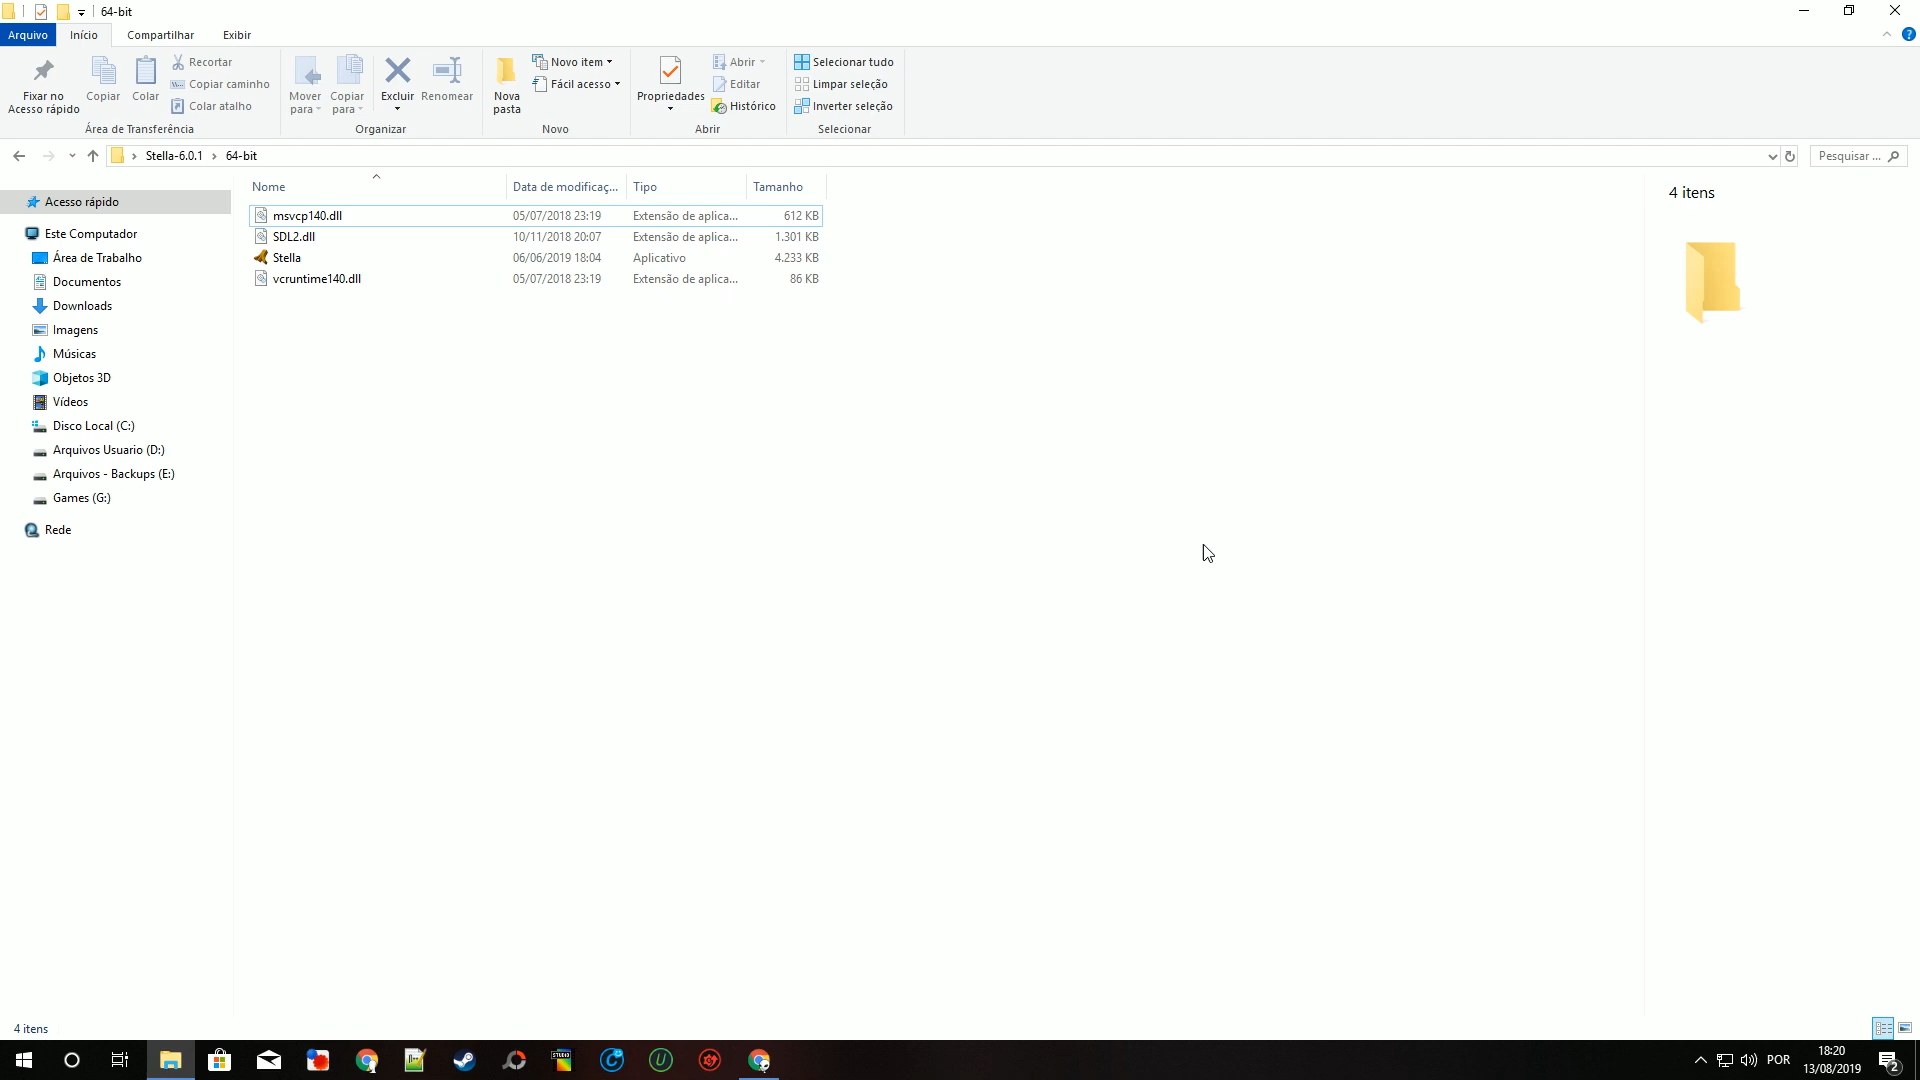 64-bit
Arquivo Início Compartilhar Exibir
Fixar no
Acesso rápido
Copiar
Colar
Recortar
Copiar caminho
Colar atalho
Área de Transferência
Mover
para
Copiar
para
Excluir
Renomear
Organizar
Nova
pasta
Novo item
Fácil acesso
Novo
Propriedades
Abrir
Editar
Histórico
Abrir
Selecionar tudo
Limpar seleção
Inverter seleção
Selecionar
Stella-6.0.1 64-bit
Pesquisar ...
Acesso rápido
Este Computador
Área de Trabalho
Documentos
Downloads
Imagens
Músicas
Objetos 3D
Vídeos
Disco Local (C:)
Arquivos Usuario (D:)
Arquivos - Backups (E:)
Games (G:)
Rede
Nome Data de modificaç... Tipo Tamanho
msvcp140.dll 05/07/2018 23:19 Extensão de aplica... 612 KB
SDL2.dll 10/11/2018 20:07 Extensão de aplica... 1.301 KB
Stella 06/06/2019 18:04 Aplicativo 4.233 KB
vcruntime140.dll 05/07/2018 23:19 Extensão de aplica... 86 KB
4 itens
4 itens
STUDIO
POR
18:20
13/08/2019
2